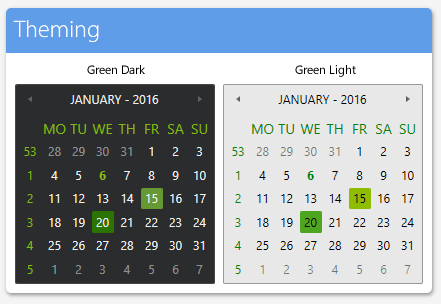 Theming
Green Dark Green Light
JANUARY - 2016 JANUARY - 2016
MO TU WE TH FR SA SU MO TU WE TH FR SA SU
53 28 29 30 31 1 2 3 53 28 29 30 31 1 2 3
1 4 5 6 7 8 9 10 1 4 5 6 7 8 9 10
2 11 12 13 14 15 16 17 2 11 12 13 14 15 16 17
3 18 19 20 21 22 23 24 3 18 19 20 21 22 23 24
4 25 26 27 28 29 30 31 4 25 26 27 28 29 30 31
5 1 2 3 4 5 6 7 5 1 2 3 4 5 6 7